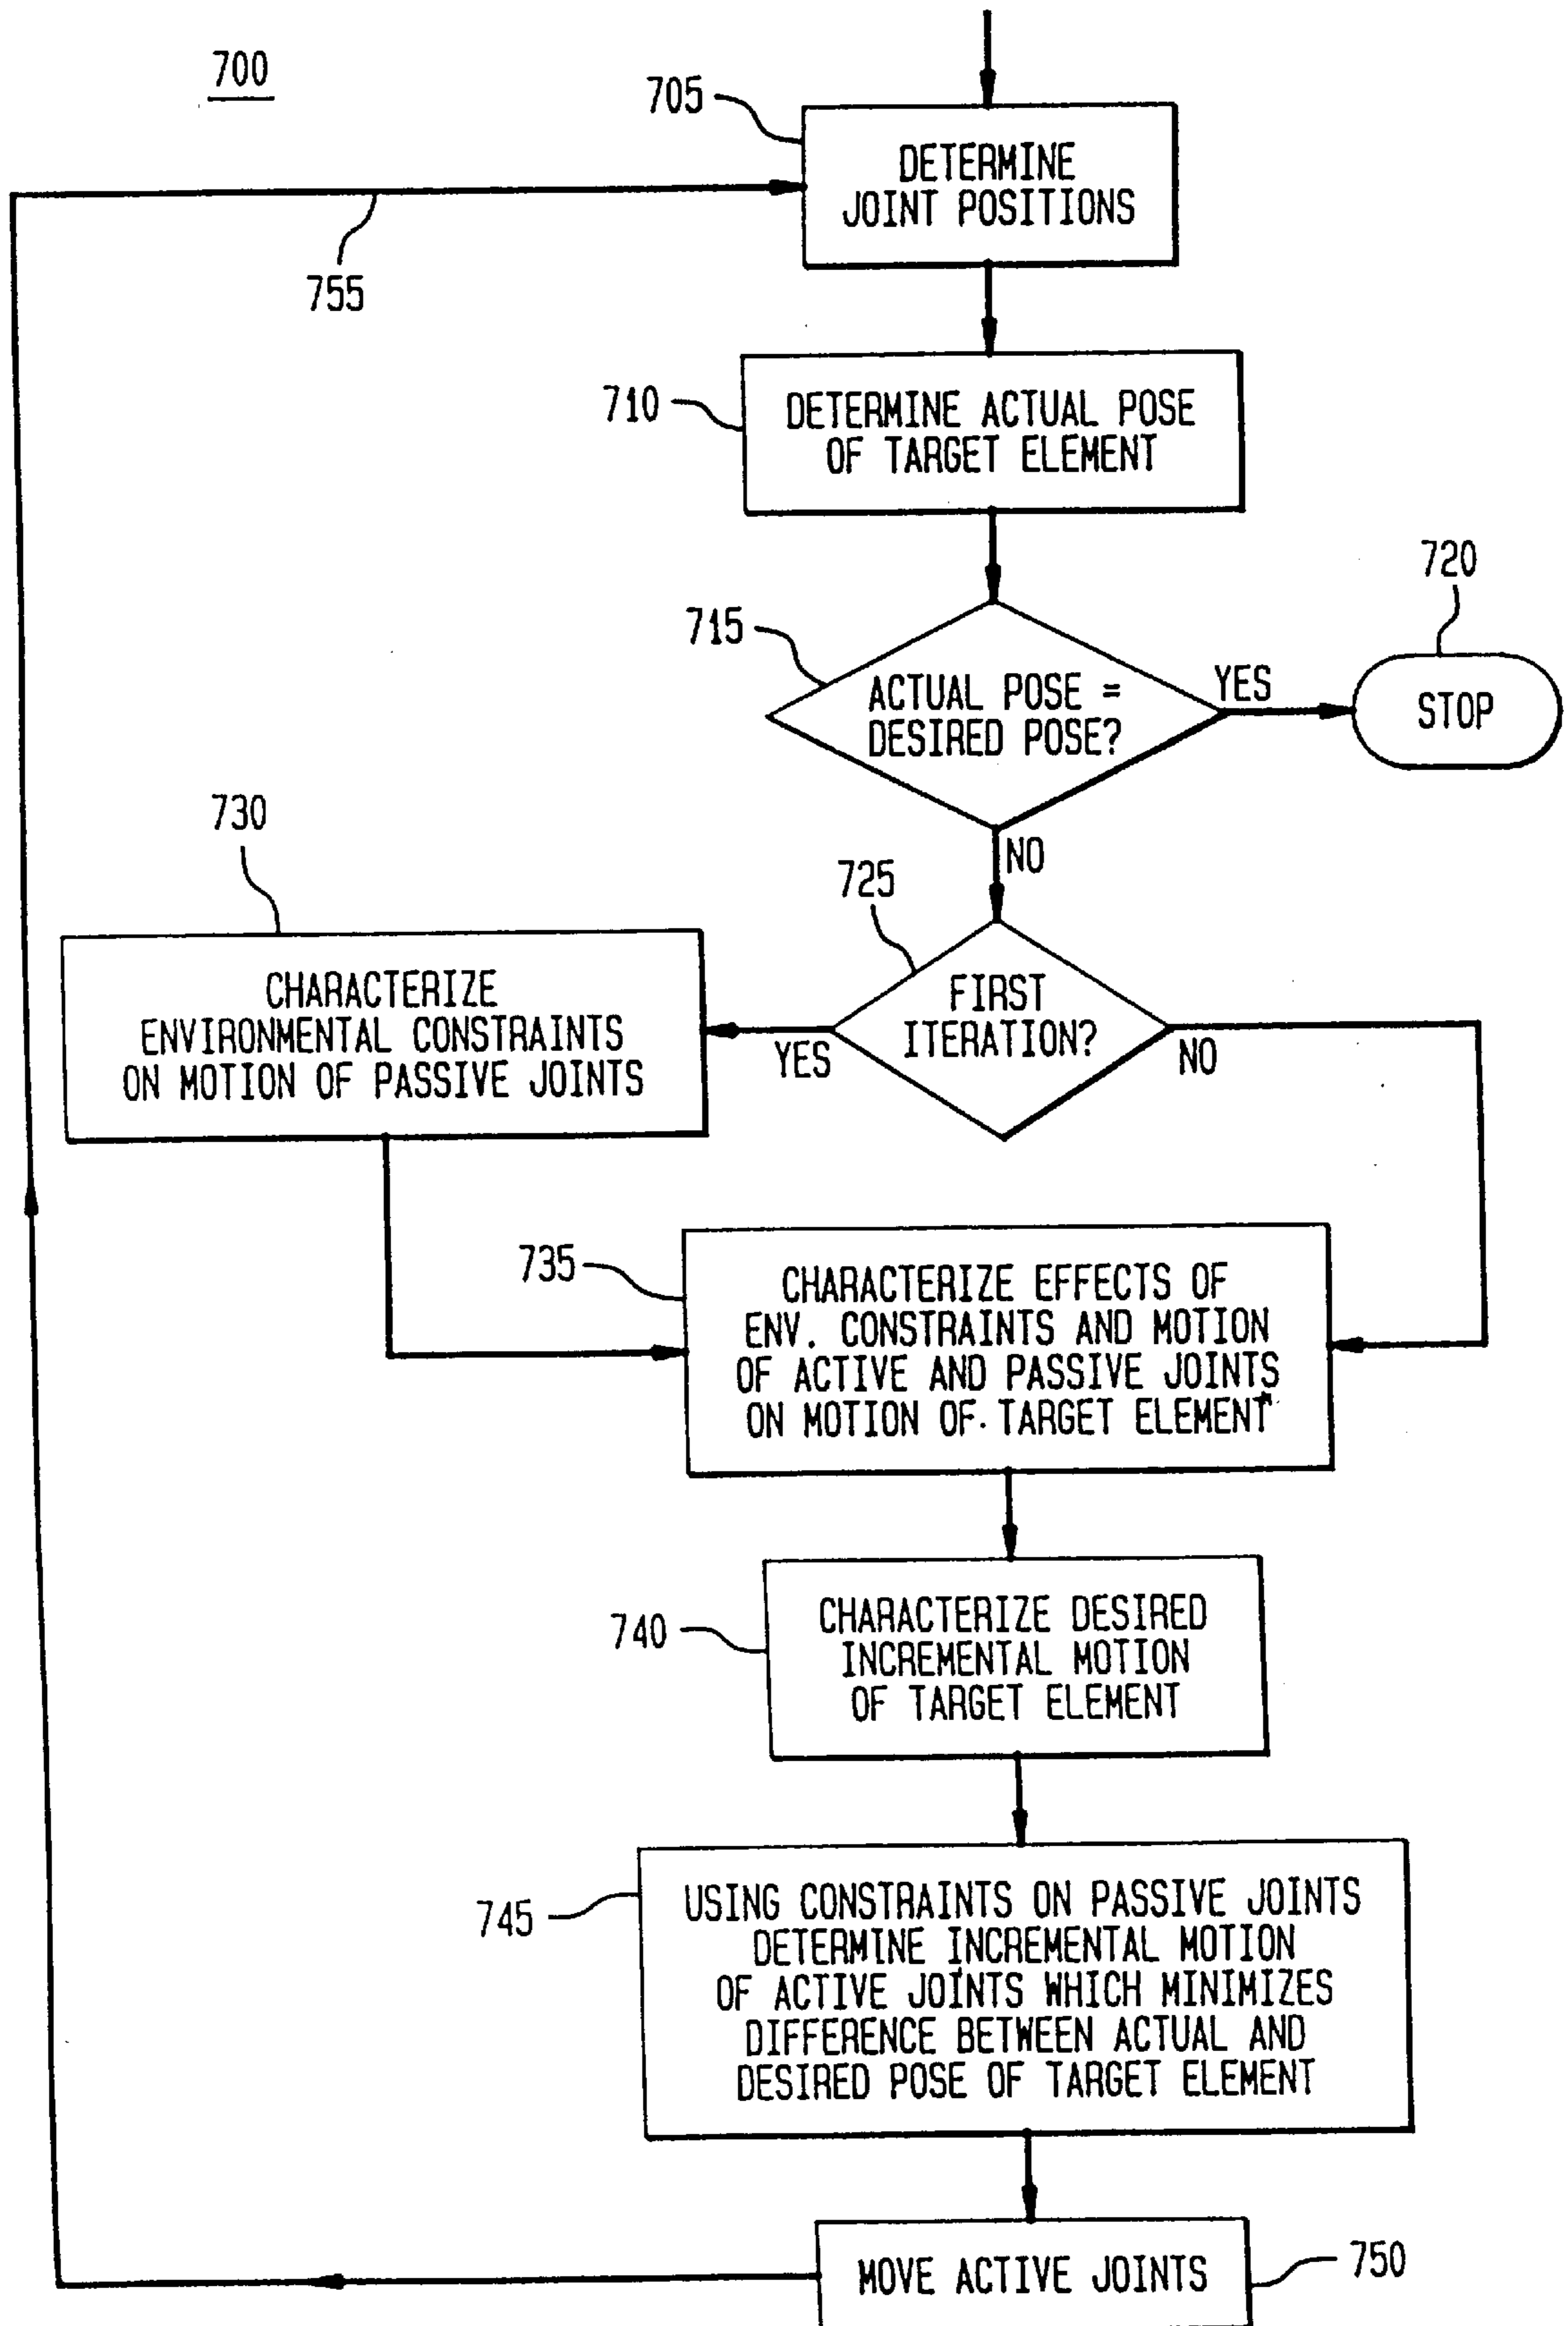 700
705
DETERMINE
JOINT POSITIONS
755
710
DETERMINE ACTUAL POSE
OF TARGET ELEMENT
715
ACTUAL POSE =
DESIRED POSE?
YES
720
STOP
NO
725
FIRST
ITERATION?
YES
NO
730
CHARACTERIZE
ENVIRONMENTAL CONSTRAINTS
ON MOTION OF PASSIVE JOINTS
735
CHARACTERIZE EFFECTS OF
ENV. CONSTRAINTS AND MOTION
OF ACTIVE AND PASSIVE JOINTS
ON MOTION OF TARGET ELEMENT
740
CHARACTERIZE DESIRED
INCREMENTAL MOTION
OF TARGET ELEMENT
745
USING CONSTRAINTS ON PASSIVE JOINTS
DETERMINE INCREMENTAL MOTION
OF ACTIVE JOINTS WHICH MINIMIZES
DIFFERENCE BETWEEN ACTUAL AND
DESIRED POSE OF TARGET ELEMENT
MOVE ACTIVE JOINTS
750